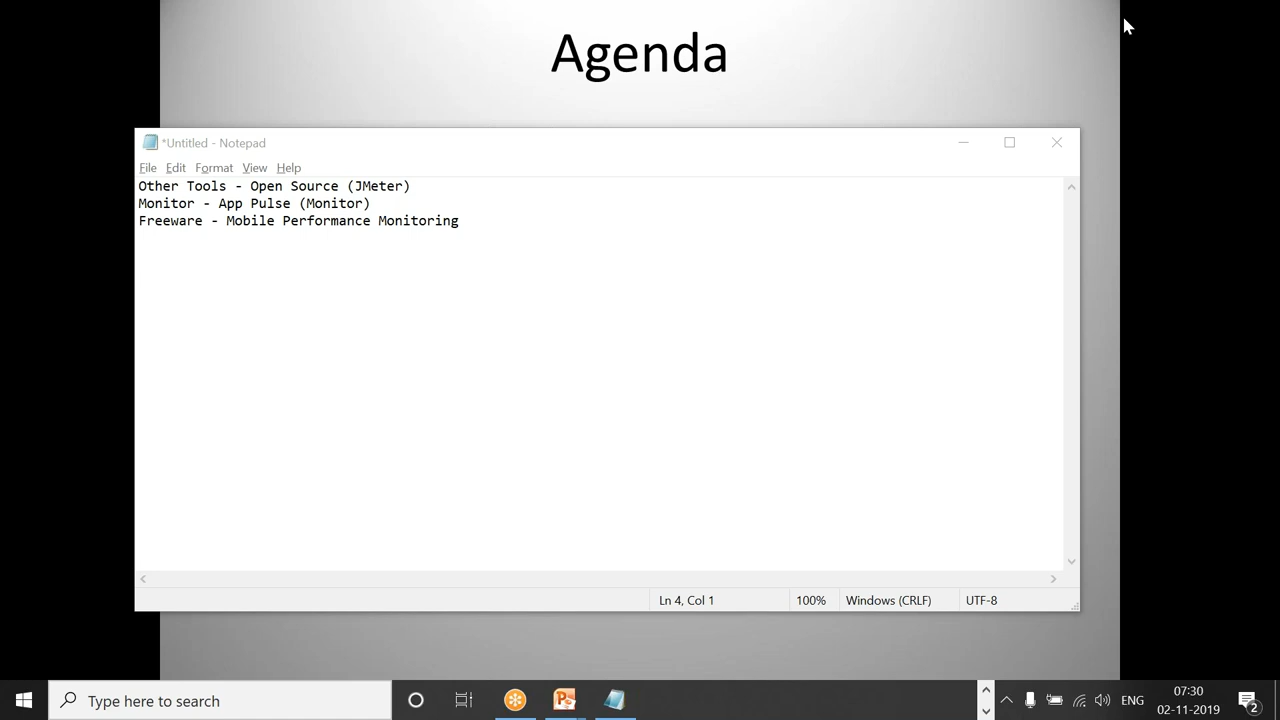 Agenda
*Untitled - Notepad
File Edit Format View Help
Other Tools - Open Source (JMeter)
Monitor - App Pulse (Monitor)
Freeware - Mobile Performance Monitoring
Ln 4, Col 1 100% Windows (CRLF) UTF-8
Type here to search
ENG
07:30
02-11-2019
2